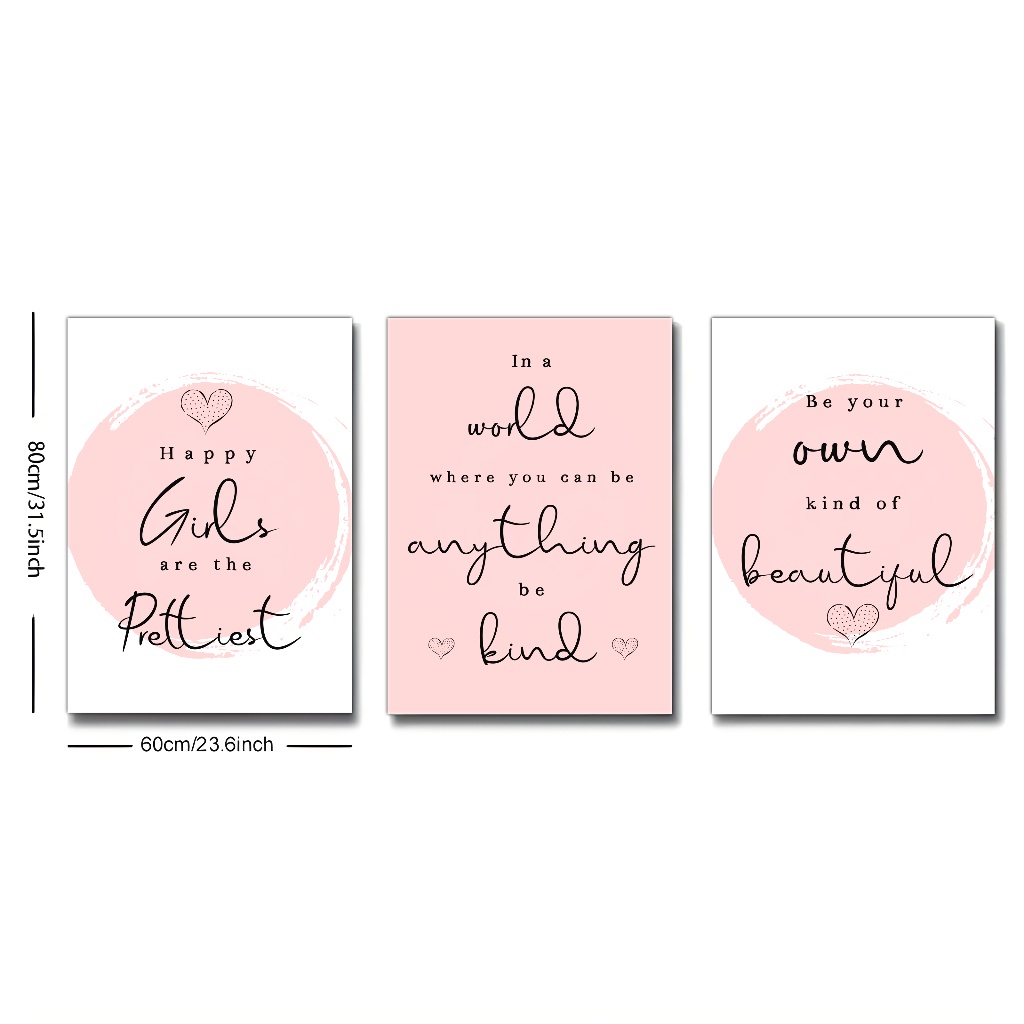 80cm/31.5inch
Happy
Girls
are the
Prettiest
60cm/23.6inch
In a
world
where you can be
anything
be
kind
Be your
own
kind of
beautiful